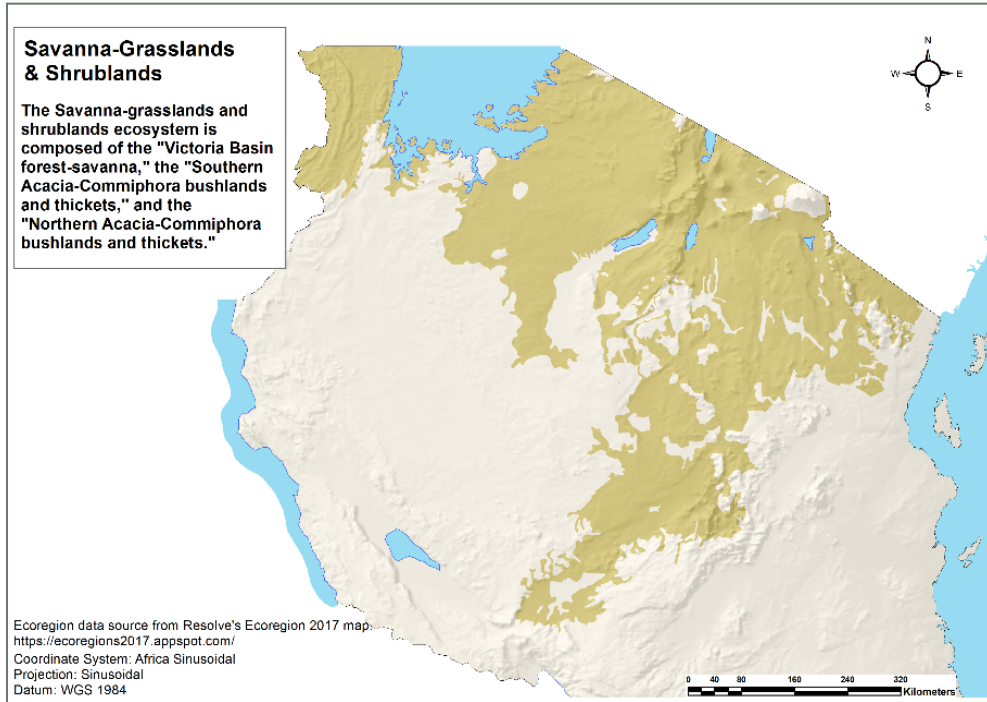 Savanna-Grasslands
& Shrublands
The Savanna-grasslands and
shrublands ecosystem is
composed of the "Victoria Basin
forest-savanna," the "Southern
Acacia-Commiphora bushlands
and thickets," and the
"Northern Acacia-Commiphora
bushlands and thickets."
N
W E
S
Ecoregion data source from Resolve's Ecoregion 2017 map.
https://ecoregions2017.appspot.com/
Coordinate System: Africa Sinusoidal
Projection: Sinusoidal
Datum: WGS 1984
0 40 80 160 240 320
Kilometers